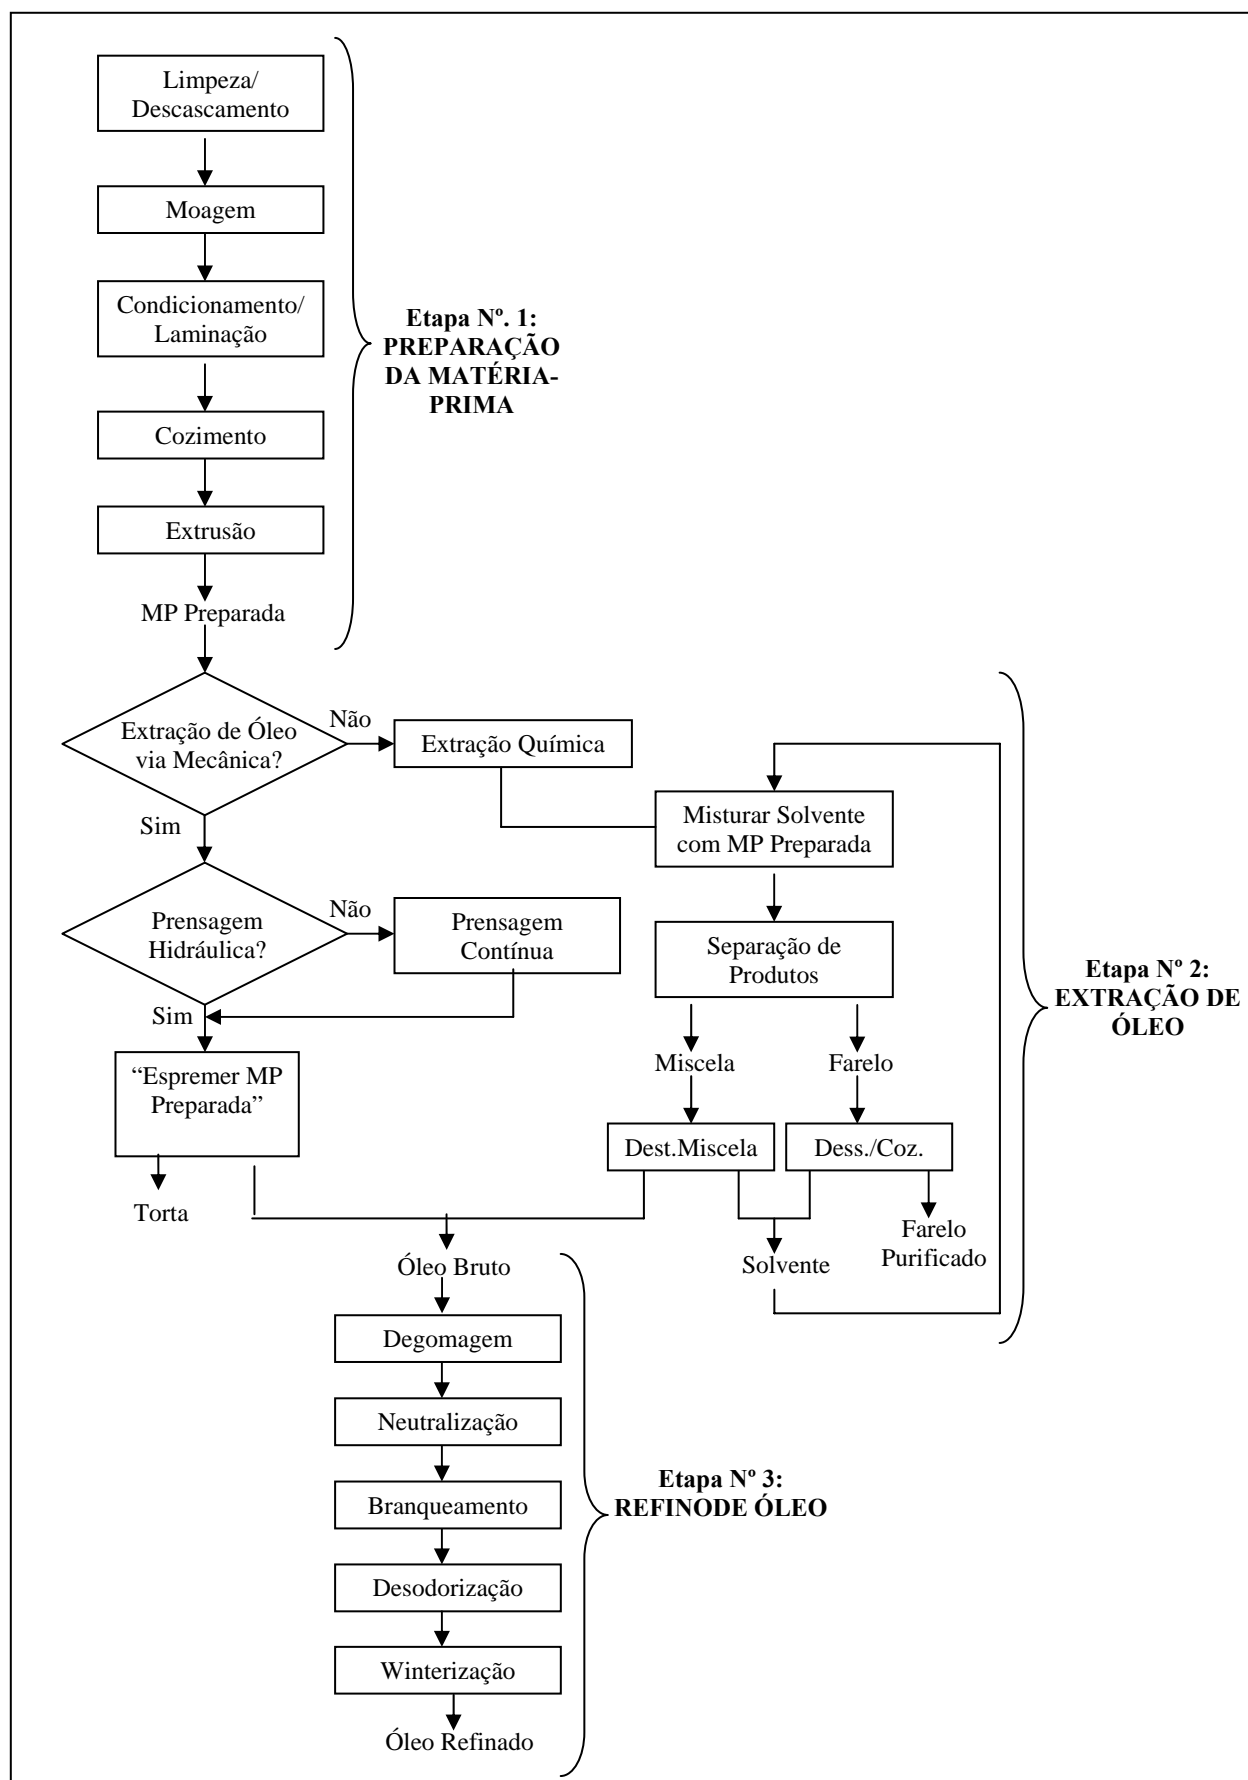 Limpeza/
Descascamento
Moagem
Condicionamento/
Laminação
Cozimento
Extrusão
MP Preparada
Etapa Nº. 1:
PREPARAÇÃO
DA MATÉRIA-
PRIMA
Extração de Óleo
via Mecânica?
Não
Extração Química
Sim
Misturar Solvente
com MP Preparada
Prensagem
Hidráulica?
Não
Prensagem
Contínua
Sim
Separação de
Produtos
Etapa Nº 2:
EXTRAÇÃO DE
ÓLEO
“Espremer MP
Preparada”
Miscela
Farelo
Dest.Miscela
Dess./Coz.
Torta
Óleo Bruto
Solvente
Farelo
Purificado
Degomagem
Neutralização
Branqueamento
Desodorização
Winterização
Óleo Refinado
Etapa Nº 3:
REFINODE ÓLEO